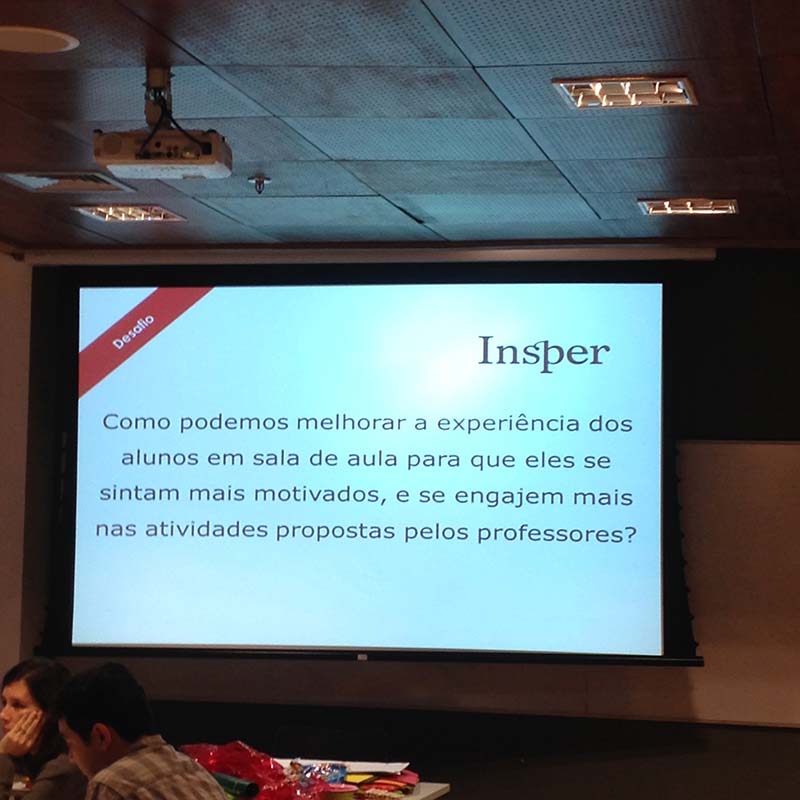 Desafio
Insper
Como podemos melhorar a experiência dos
alunos em sala de aula para que eles se
sintam mais motivados, e se engajem mais
nas atividades propostas pelos professores?